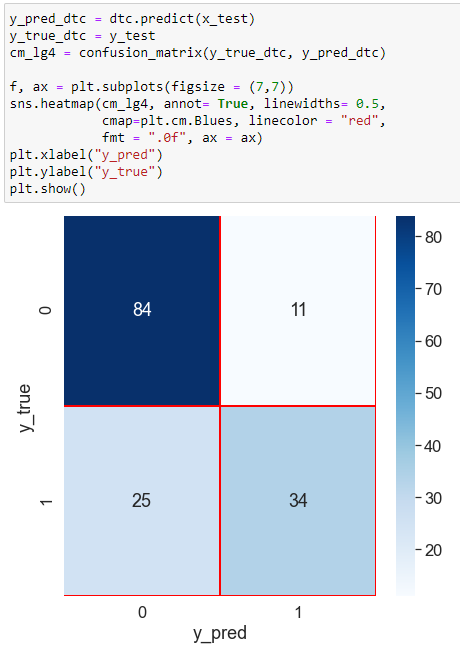 y_pred_dtc = dtc.predict(x_test)
y_true_dtc = y_test
cm_lg4 = confusion_matrix(y_true_dtc, y_pred_dtc)
f, ax = plt.subplots(figsize = (7,7))
sns.heatmap(cm_lg4, annot= True, linewidths= 0.5,
            cmap=plt.cm.Blues, linecolor = "red",
            fmt = ".0f", ax = ax)
plt.xlabel("y_pred")
plt.ylabel("y_true")
plt.show()
80
70
60
50
40
30
20
0
84
11
y_true
1
25
34
0
1
y_pred